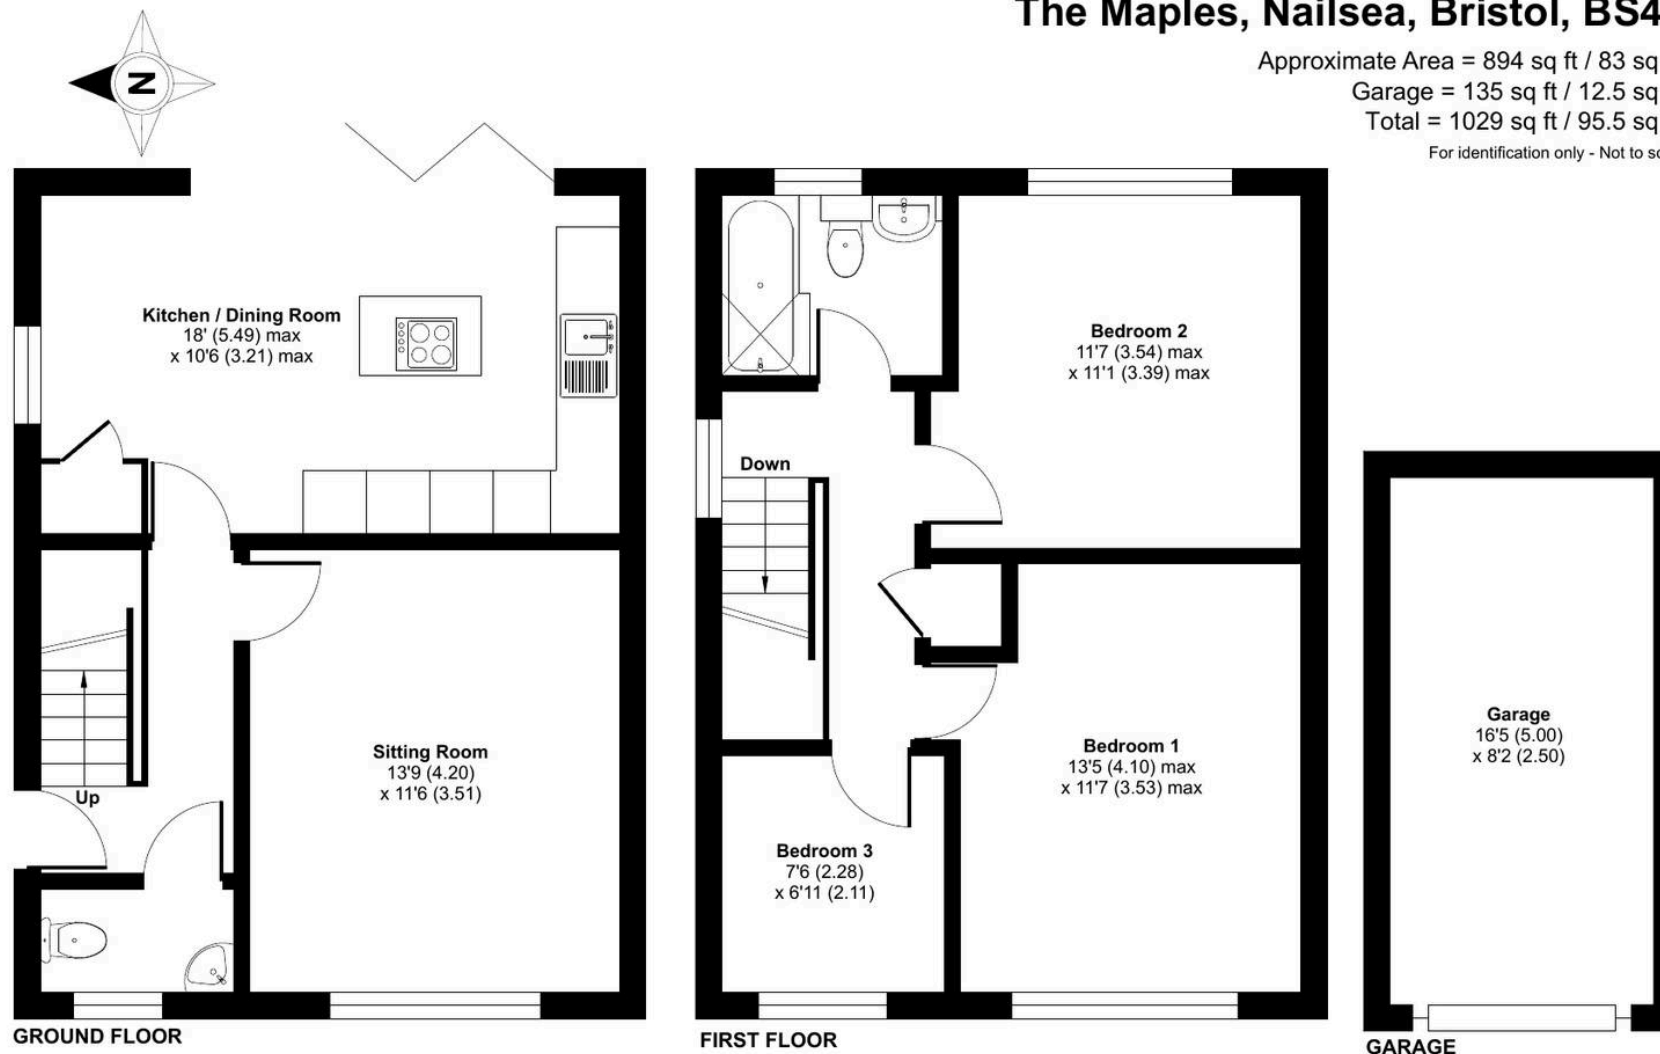 The Maples, Nailsea, Bristol, BS4
Approximate Area = 894 sq ft / 83 sq
Garage = 135 sq ft / 12.5 sq
Total = 1029 sq ft / 95.5 sq
For identification only - Not to sc
N
Kitchen / Dining Room
18' (5.49) max
x 10'6 (3.21) max
Sitting Room
13'9 (4.20)
x 11'6 (3.51)
Up
GROUND FLOOR
Bedroom 2
11'7 (3.54) max
x 11'1 (3.39) max
Down
Bedroom 1
13'5 (4.10) max
x 11'7 (3.53) max
Bedroom 3
7'6 (2.28)
x 6'11 (2.11)
FIRST FLOOR
Garage
16'5 (5.00)
x 8'2 (2.50)
GARAGE